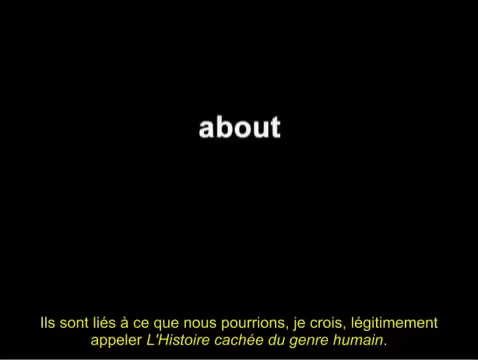 about
Ils sont liés à ce que nous pourrions, je crois, légitimement
appeler L'Histoire cachée du genre humain.